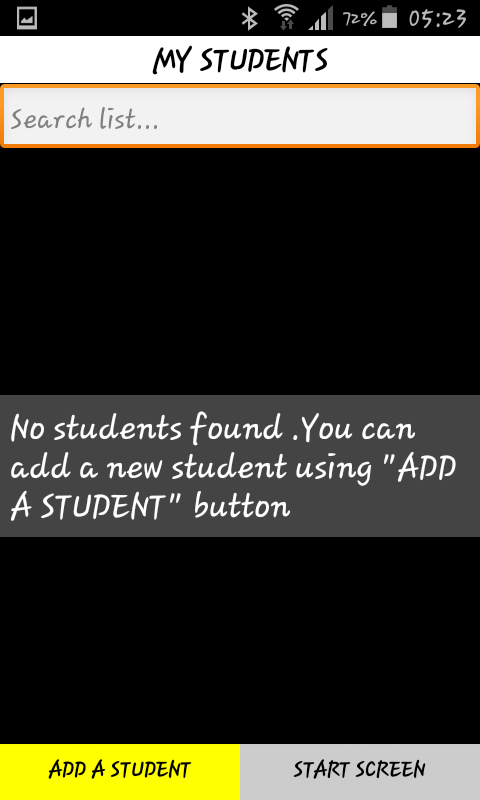 72% 05:23
MY STUDENTS
Search list...
No students found .You can
add a new student using "ADD
A STUDENT" button
ADD A STUDENT START SCREEN